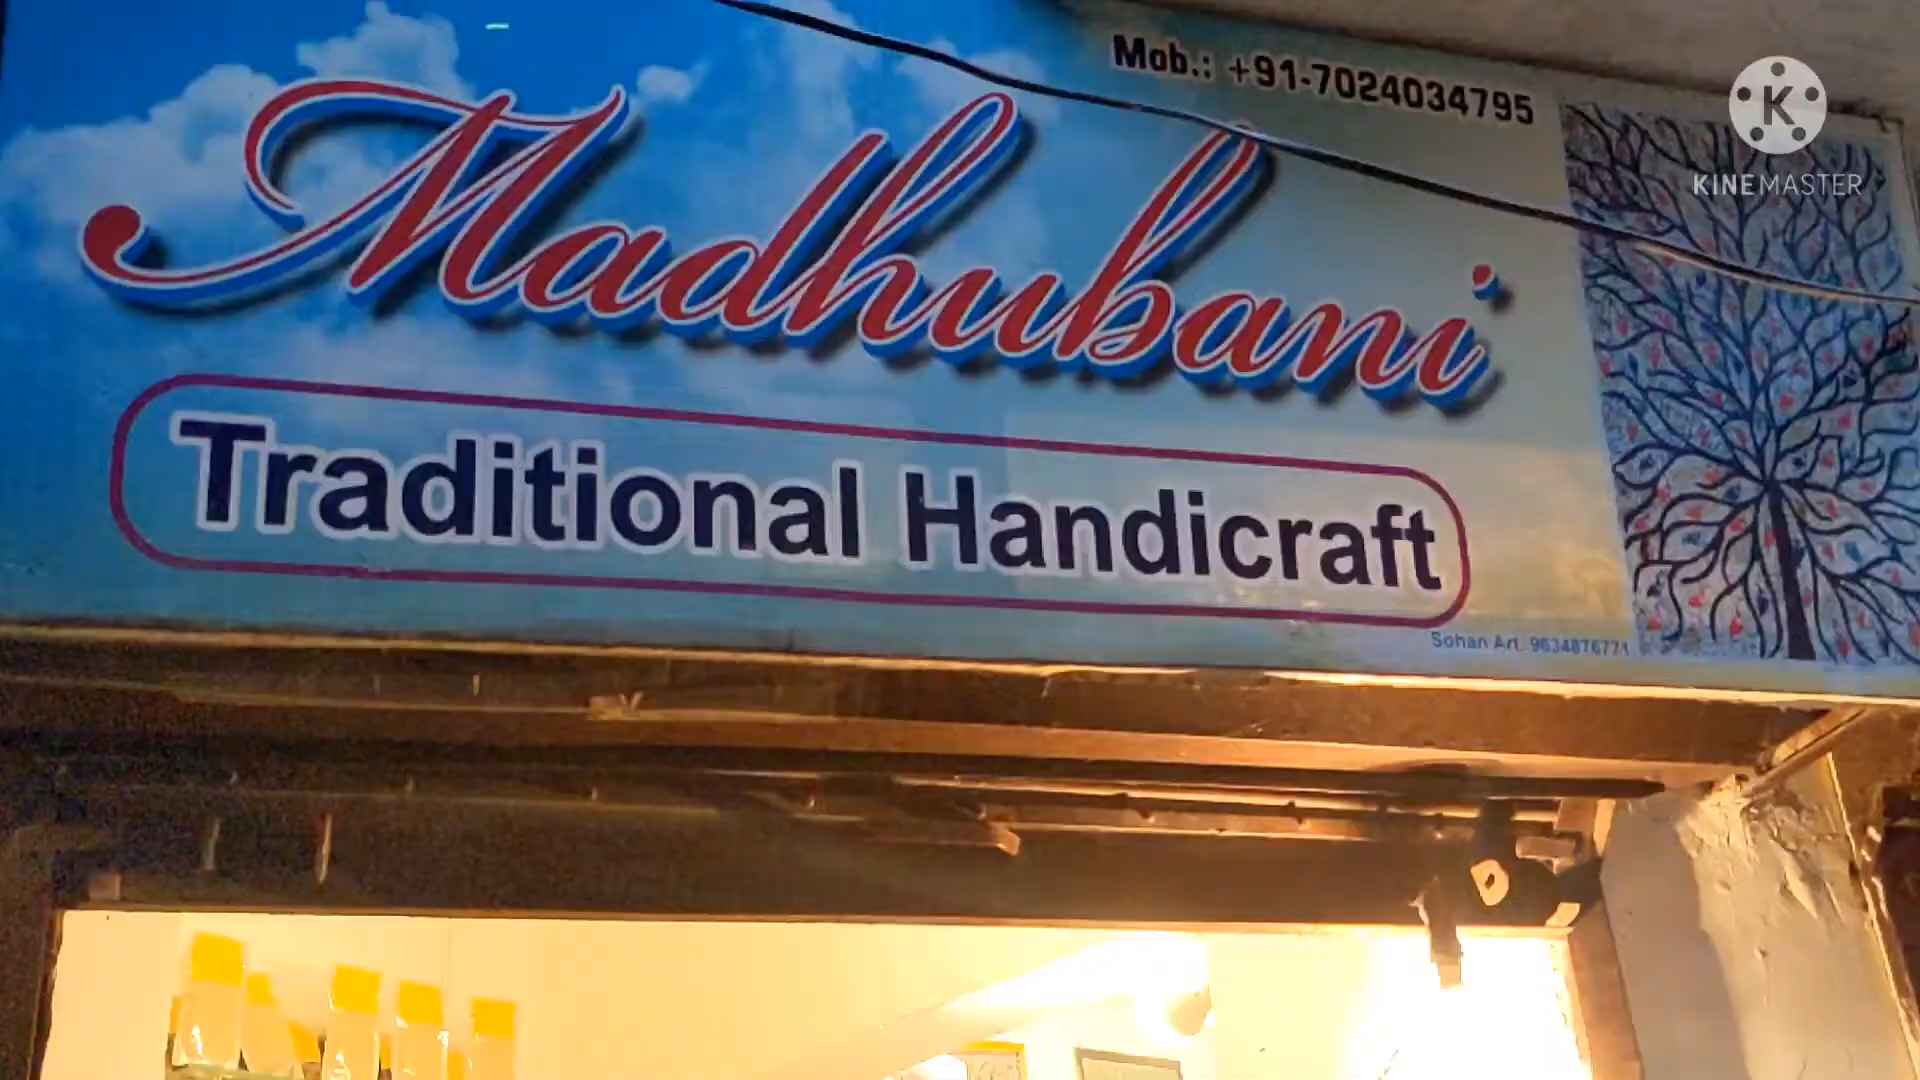 Mob.: +91-7024034795
K
KINEMASTER
Madhubani
Traditional Handicraft
Sohan Art. 9634876771